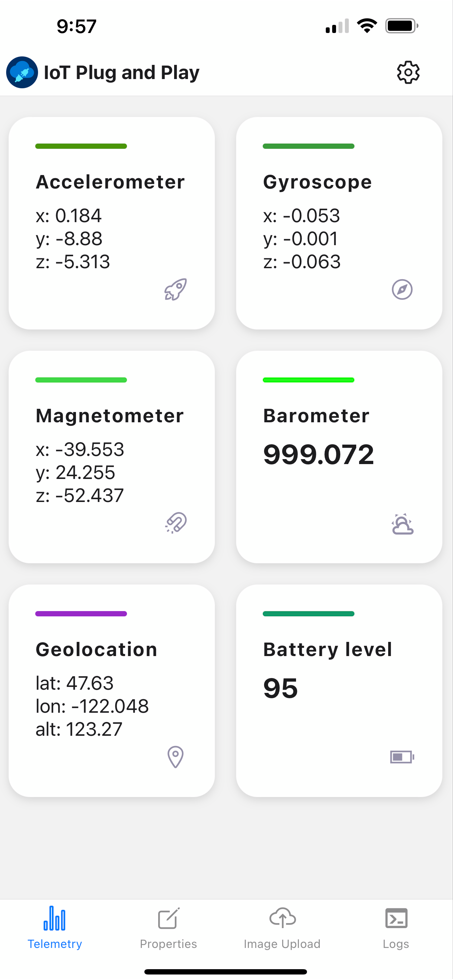 9:57
IoT Plug and Play
Accelerometer
x: 0.184
y: -8.88
z: -5.313
Gyroscope
x: -0.053
y: -0.001
z: -0.063
Magnetometer
x: -39.553
y: 24.255
z: -52.437
Barometer
999.072
Geolocation
lat: 47.63
lon: -122.048
alt: 123.27
Battery level
95
Telemetry
Properties
Image Upload
Logs